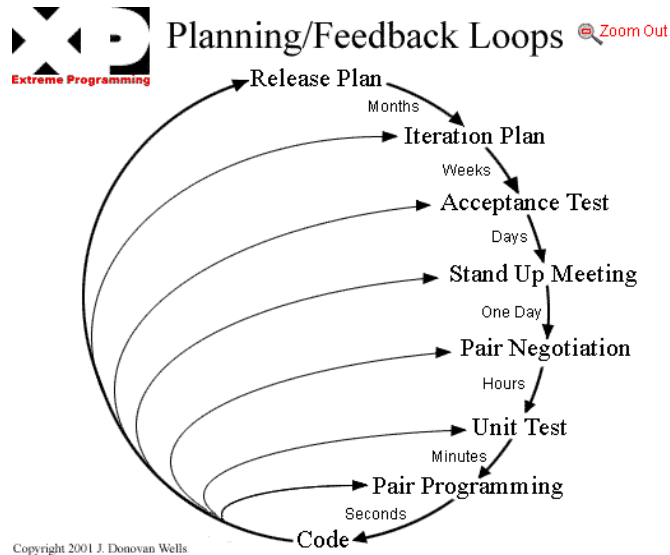 XP
Extreme Programming
Planning/Feedback Loops
Zoom Out
Release Plan
Months
Iteration Plan
Weeks
Acceptance Test
Days
Stand Up Meeting
One Day
Pair Negotiation
Hours
Unit Test
Minutes
Pair Programming
Seconds
Code
Copyright 2001 J. Donovan Wells